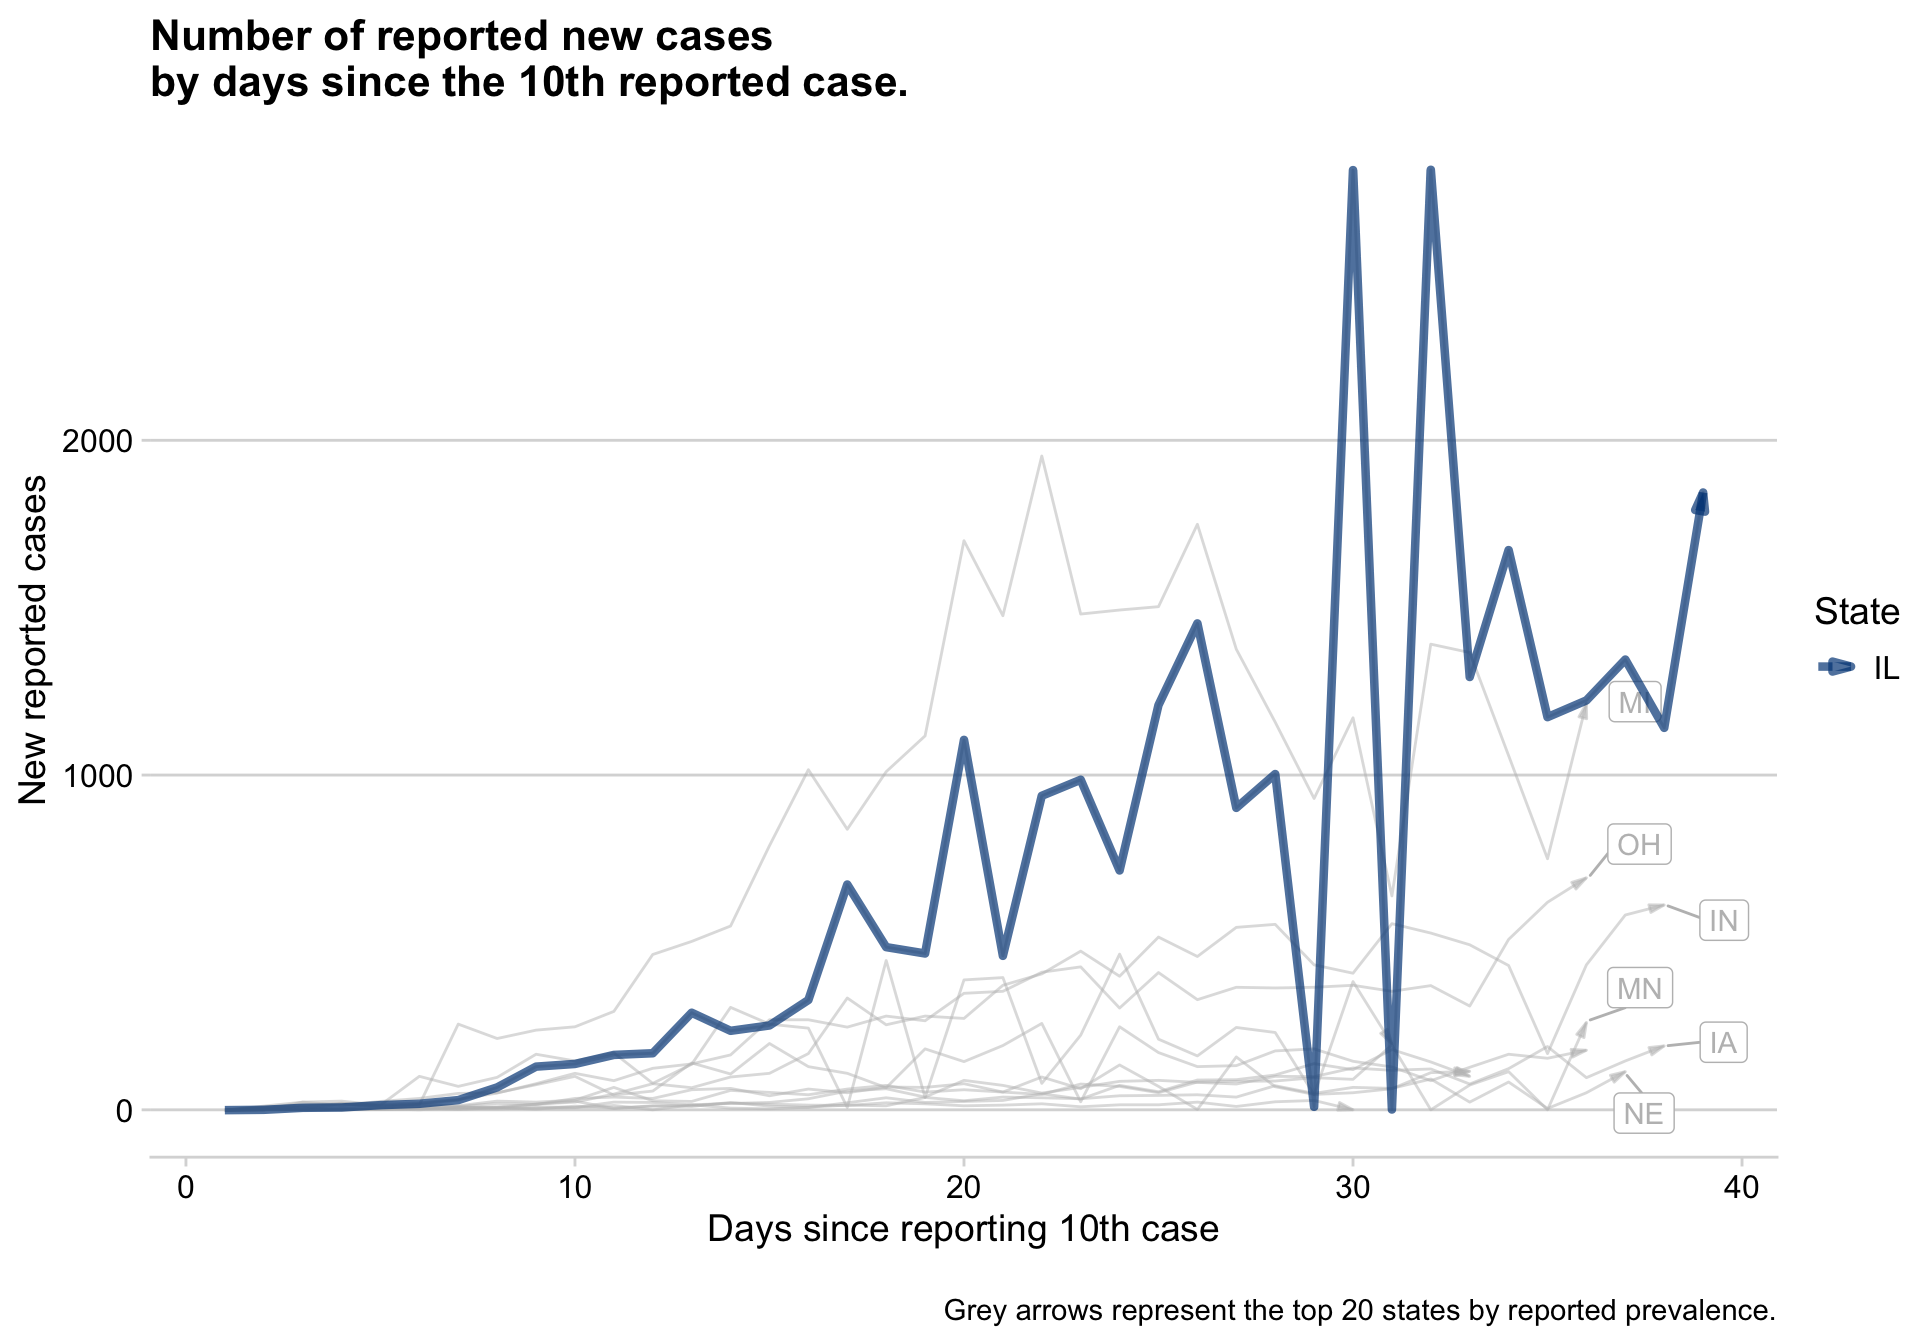 Number of reported new cases
by days since the 10th reported case.
New reported cases
2000
1000
0
0
10
20
30
40
Days since reporting 10th case
MI
OH
IN
MN
IA
NE
State
IL
Grey arrows represent the top 20 states by reported prevalence.